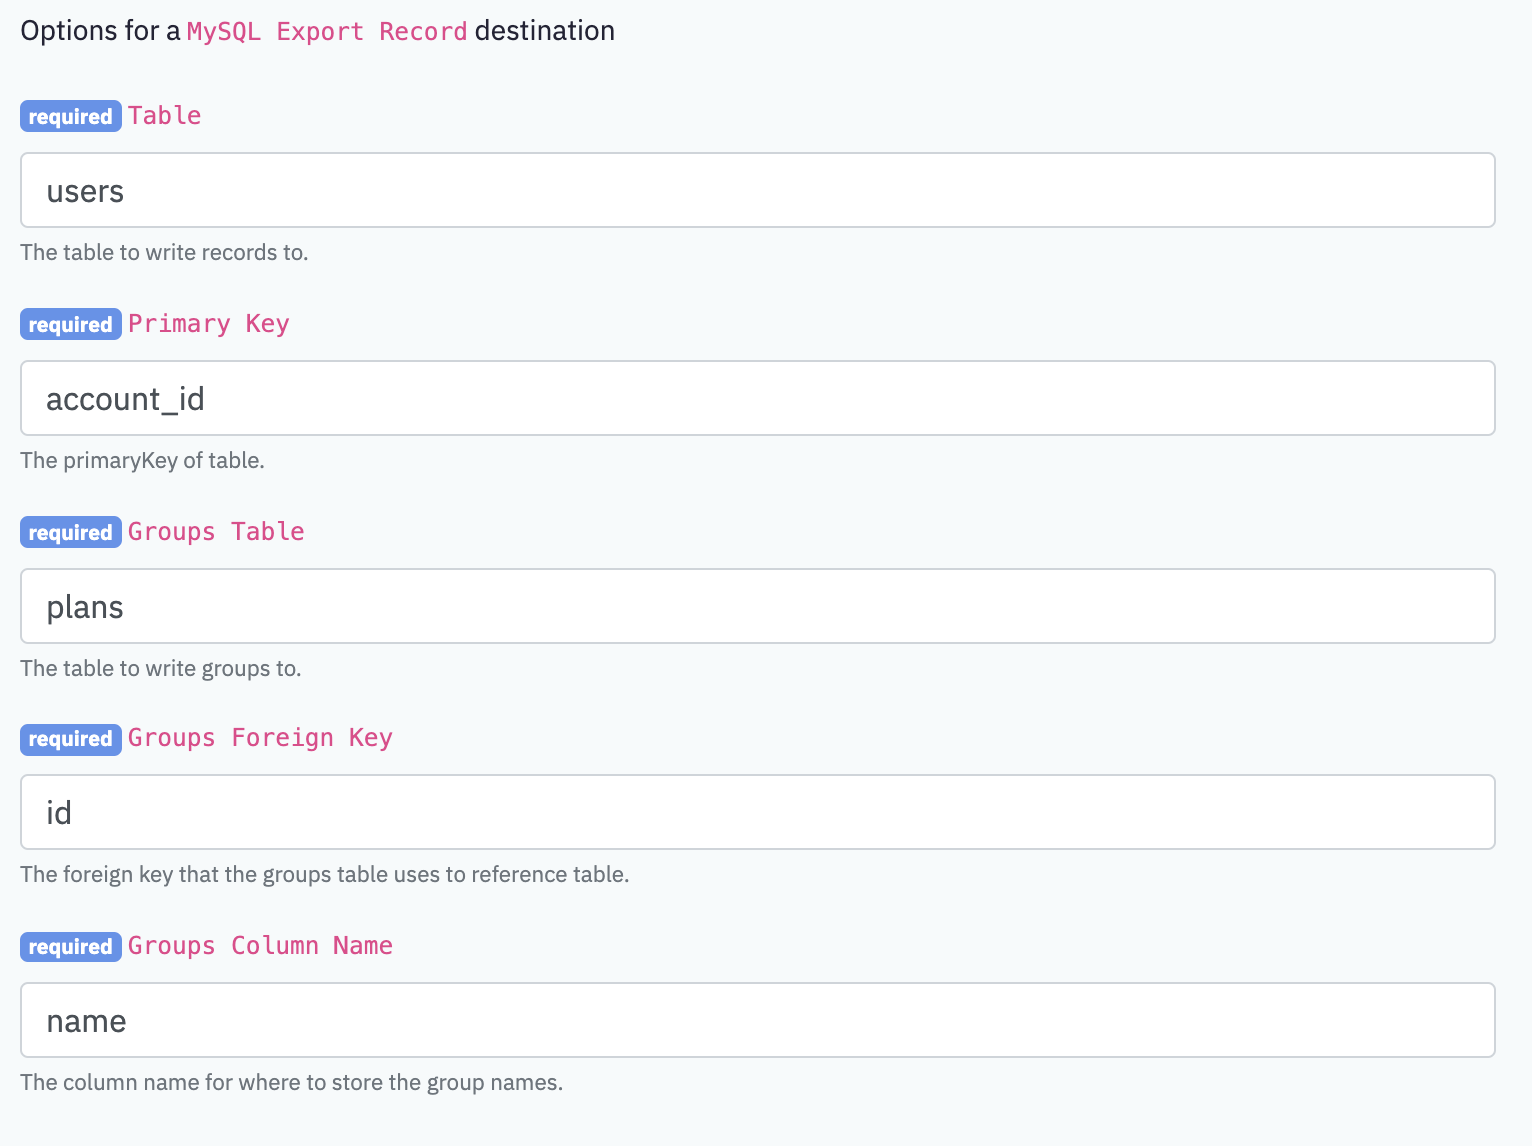 Options for a MySQL Export Record destination
required Table
users
The table to write records to.
required Primary Key
account_id
The primaryKey of table.
required Groups Table
plans
The table to write groups to.
required Groups Foreign Key
id
The foreign key that the groups table uses to reference table.
required Groups Column Name
name
The column name for where to store the group names.